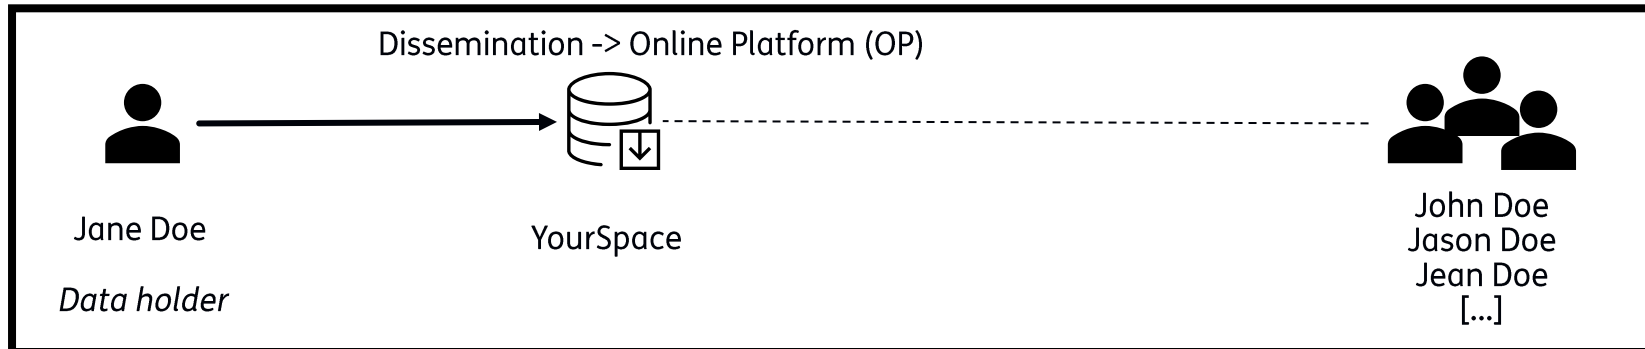 Dissemination -> Online Platform (OP)
Jane Doe
Data holder
YourSpace
John Doe
Jason Doe
Jean Doe
[...]